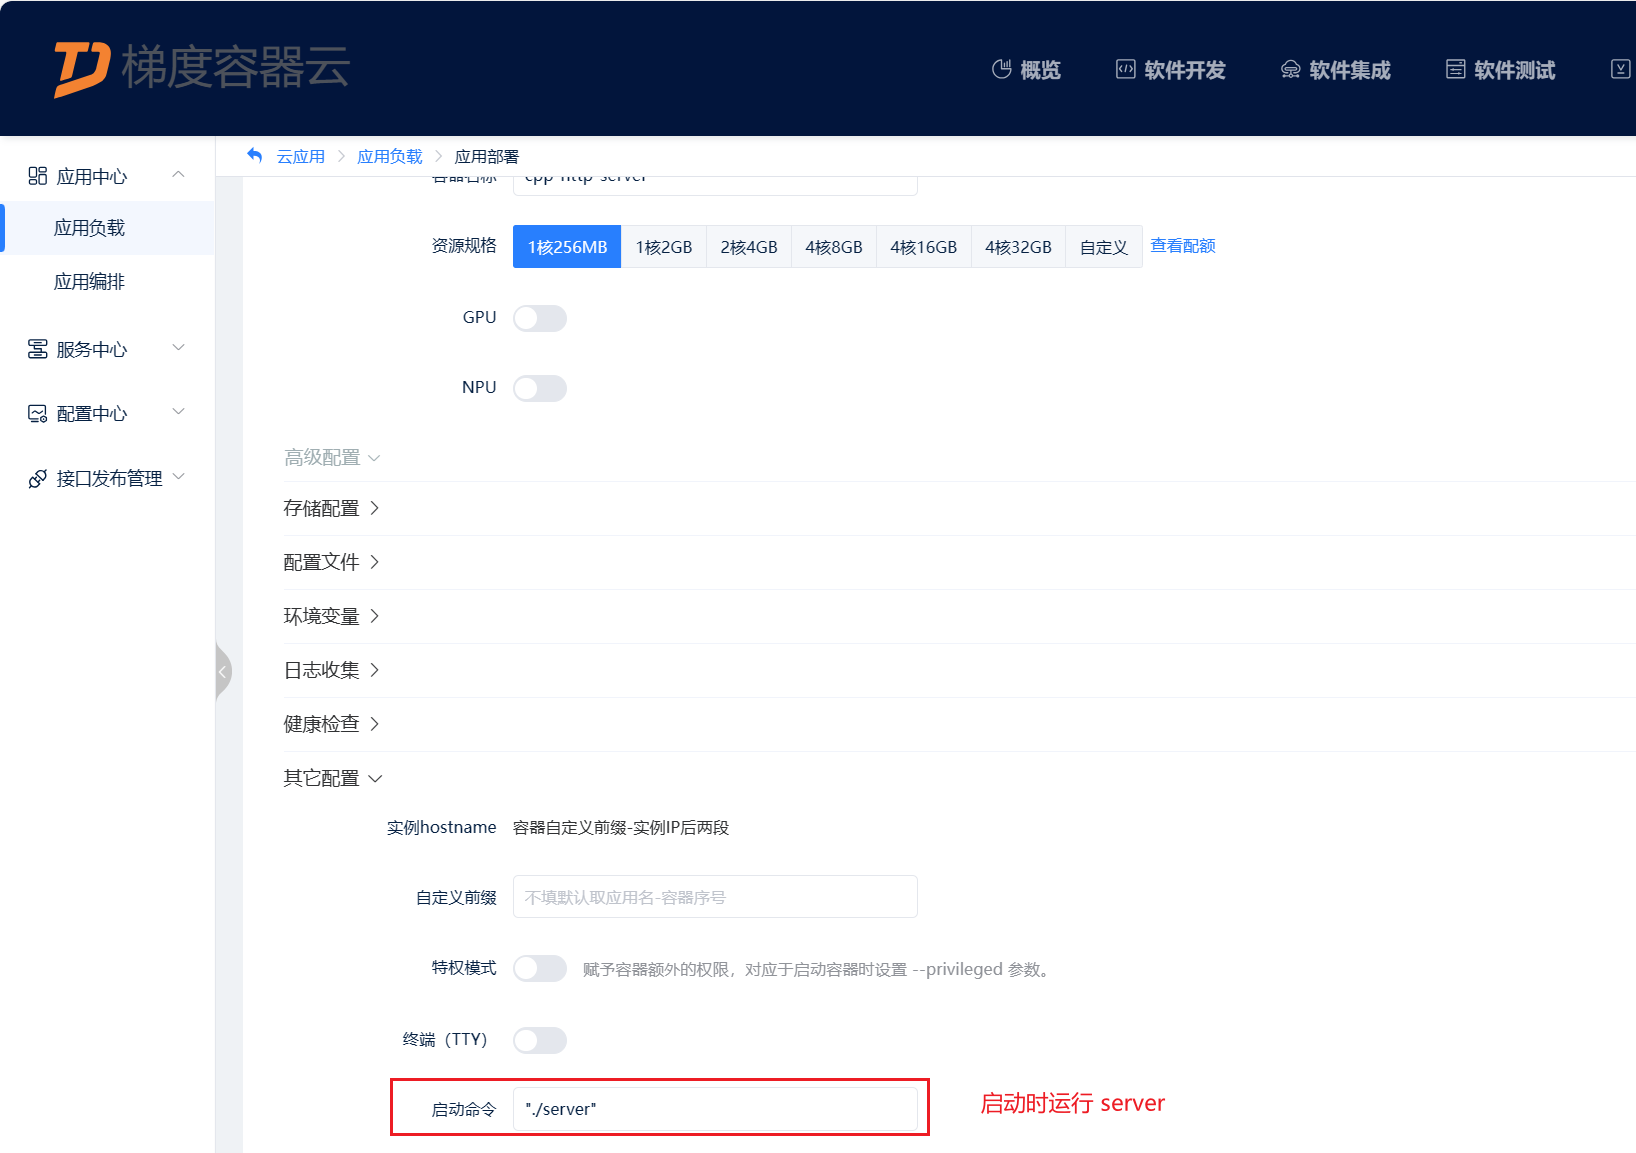 梯度容器云
概览
软件开发
软件集成
软件测试
应用中心
应用负载
应用编排
服务中心
配置中心
接口发布管理
云应用
应用负载
应用部署
容器名称
cpp-http-server
资源规格
1核256MB
1核2GB
2核4GB
4核8GB
4核16GB
4核32GB
自定义
查看配额
GPU
NPU
高级配置
存储配置
配置文件
环境变量
日志收集
健康检查
其它配置
实例hostname
容器自定义前缀-实例IP后两段
自定义前缀
不填默认取应用名-容器序号
特权模式
赋予容器额外的权限，对应于启动容器时设置 --privileged 参数。
终端（TTY）
启动命令
"./server"
启动时运行 server